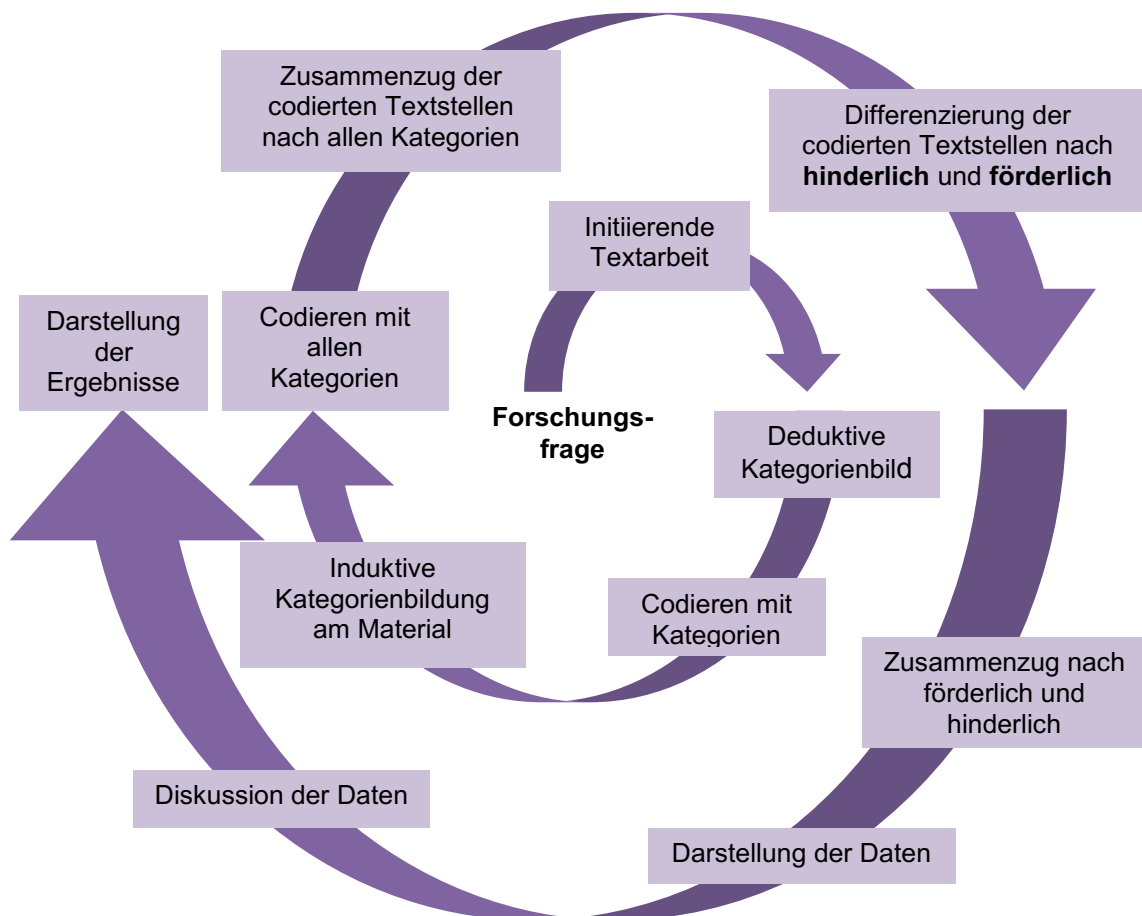 Zusammenzug der
codierten Textstellen
nach allen Kategorien
Differenzierung der
codierten Textstellen nach
hinderlich und förderlich
Initiierende
Textarbeit
Darstellung
der
Ergebnisse
Codieren mit
allen
Kategorien
Forschungs-
frage
Deduktive
Kategorienbild
Induktive
Kategorienbildung
am Material
Codieren mit
Kategorien
Zusammenzug nach
förderlich und
hinderlich
Diskussion der Daten
Darstellung der Daten